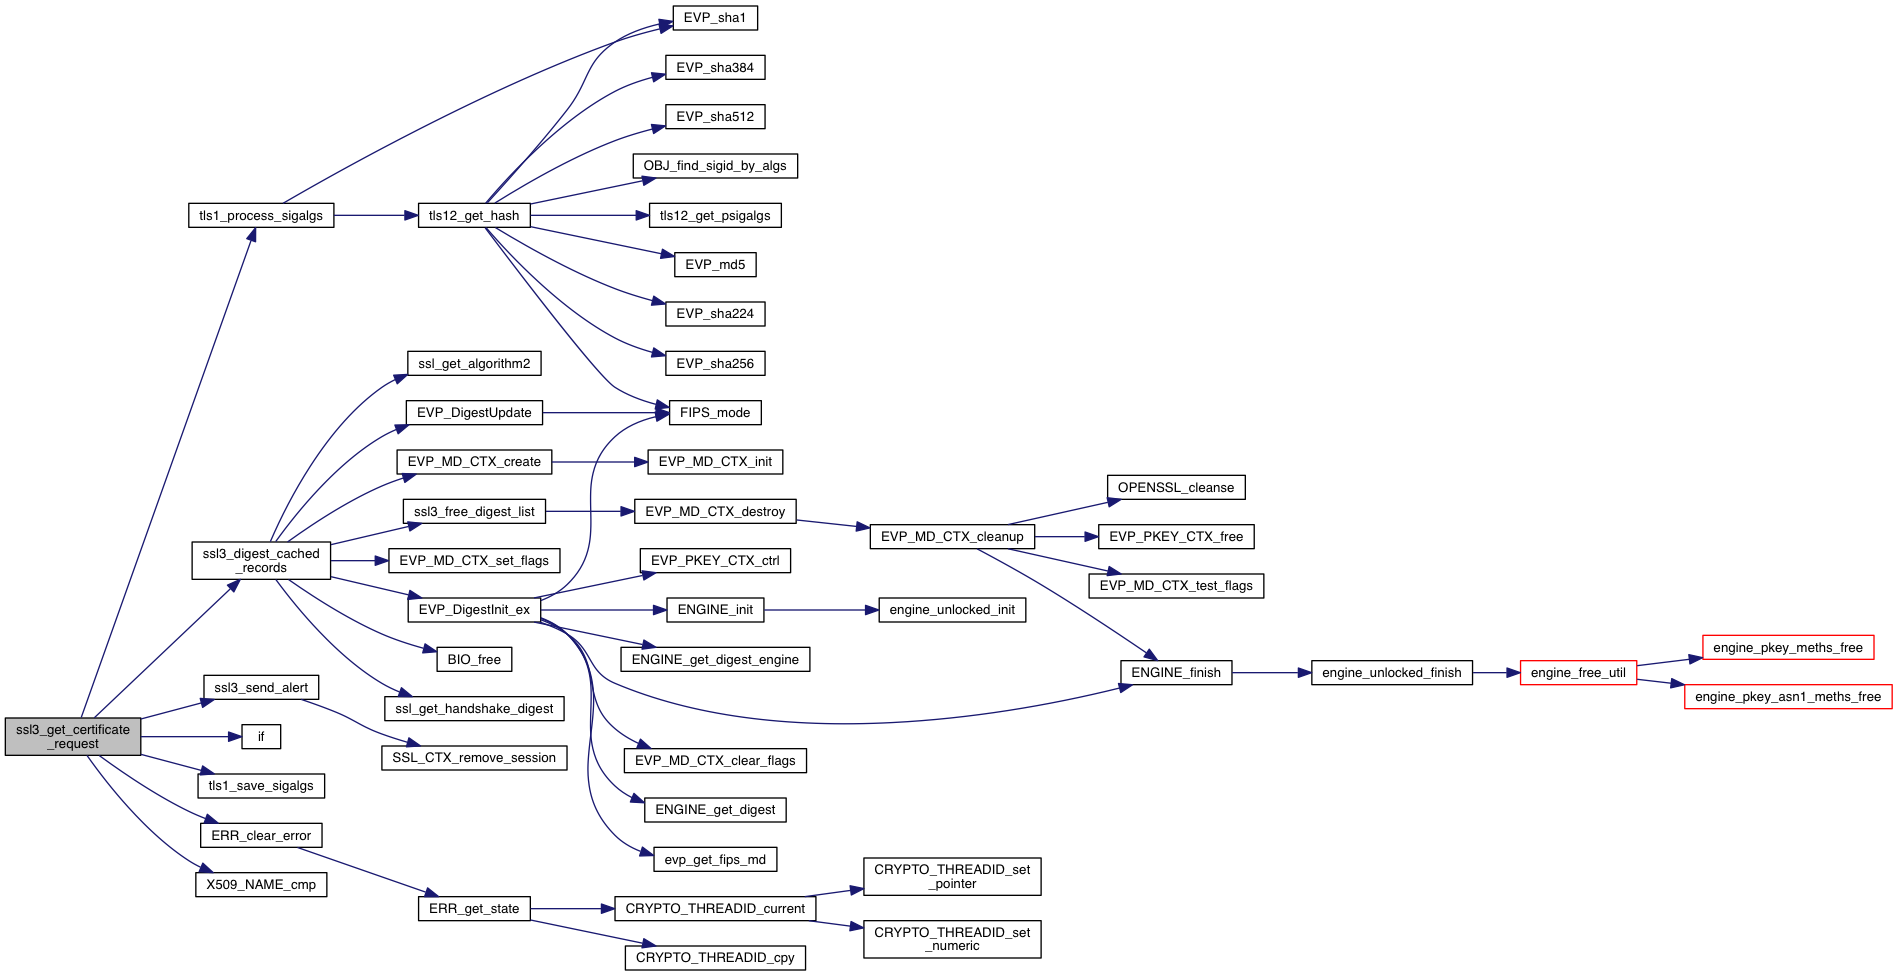 EVP_sha1
EVP_sha384
EVP_sha512
OBJ_find_sigid_by_algs
tls1_process_sigalgs
tls12_get_hash
tls12_get_psigalgs
EVP_md5
EVP_sha224
EVP_sha256
ssl_get_algorithm2
EVP_DigestUpdate
FIPS_mode
EVP_MD_CTX_create
EVP_MD_CTX_init
ssl3_free_digest_list
EVP_MD_CTX_destroy
EVP_MD_CTX_cleanup
OPENSSL_cleanse
EVP_PKEY_CTX_free
EVP_MD_CTX_test_flags
ssl3_digest_cached
_records
EVP_MD_CTX_set_flags
EVP_PKEY_CTX_ctrl
EVP_DigestInit_ex
ENGINE_init
engine_unlocked_init
BIO_free
ENGINE_get_digest_engine
ENGINE_finish
engine_unlocked_finish
engine_free_util
engine_pkey_meths_free
engine_pkey_asn1_meths_free
ssl3_send_alert
ssl_get_handshake_digest
ssl3_get_certificate
_request
if
SSL_CTX_remove_session
EVP_MD_CTX_clear_flags
tls1_save_sigalgs
ENGINE_get_digest
ERR_clear_error
evp_get_fips_md
X509_NAME_cmp
ERR_get_state
CRYPTO_THREADID_current
CRYPTO_THREADID_set
_pointer
CRYPTO_THREADID_set
_numeric
CRYPTO_THREADID_cpy